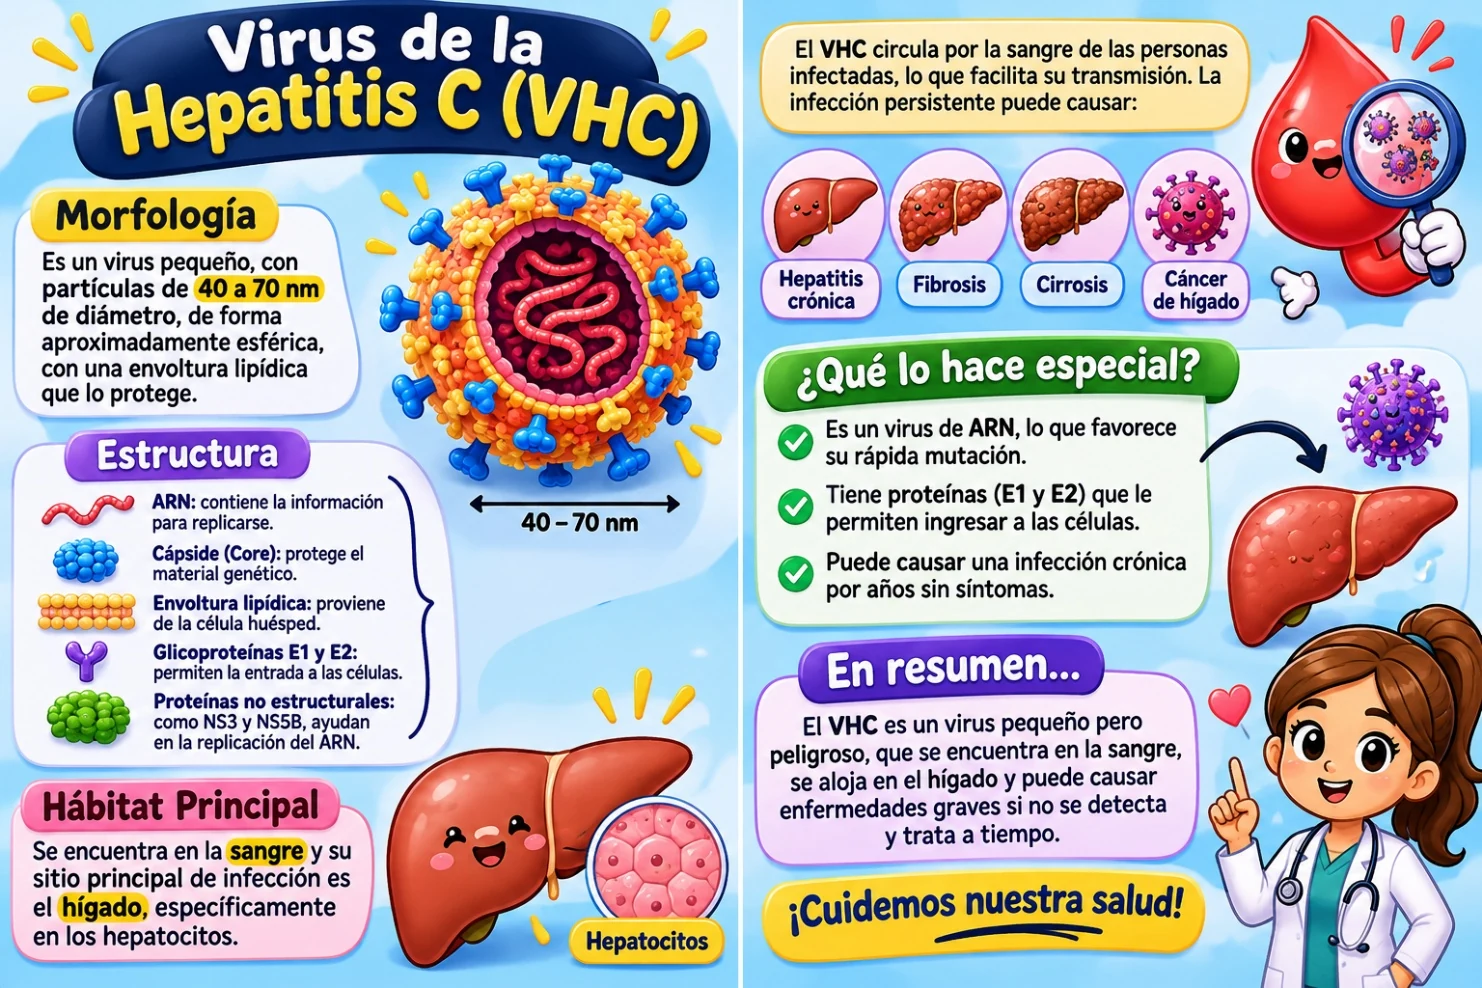 Virus de la
Hepatitis C (VHC)
Morfología
Es un virus pequeño, con
partículas de 40 a 70 nm
de diámetro, de forma
aproximadamente esférica,
con una envoltura lipídica
que lo protege.
40 – 70 nm
Estructura
ARN: contiene la información
para replicarse.
Cápside (Core): protege el
material genético.
Envoltura lipídica: proviene
de la célula huésped.
Glicoproteínas E1 y E2:
permiten la entrada a las células.
Proteínas no estructurales:
como NS3 y NS5B, ayudan
en la replicación del ARN.
Hábitat Principal
Se encuentra en la sangre y su
sitio principal de infección es
el hígado, específicamente
en los hepatocitos.
Hepatocitos
El VHC circula por la sangre de las personas
infectadas, lo que facilita su transmisión. La
infección persistente puede causar:
Hepatitis
crónica
Fibrosis
Cirrosis
Cáncer
de hígado
¿Qué lo hace especial?
Es un virus de ARN, lo que favorece
su rápida mutación.
Tiene proteínas (E1 y E2) que le
permiten ingresar a las células.
Puede causar una infección crónica
por años sin síntomas.
En resumen...
El VHC es un virus pequeño pero
peligroso, que se encuentra en la sangre,
se aloja en el hígado y puede causar
enfermedades graves si no se detecta
y trata a tiempo.
¡Cuidemos nuestra salud!